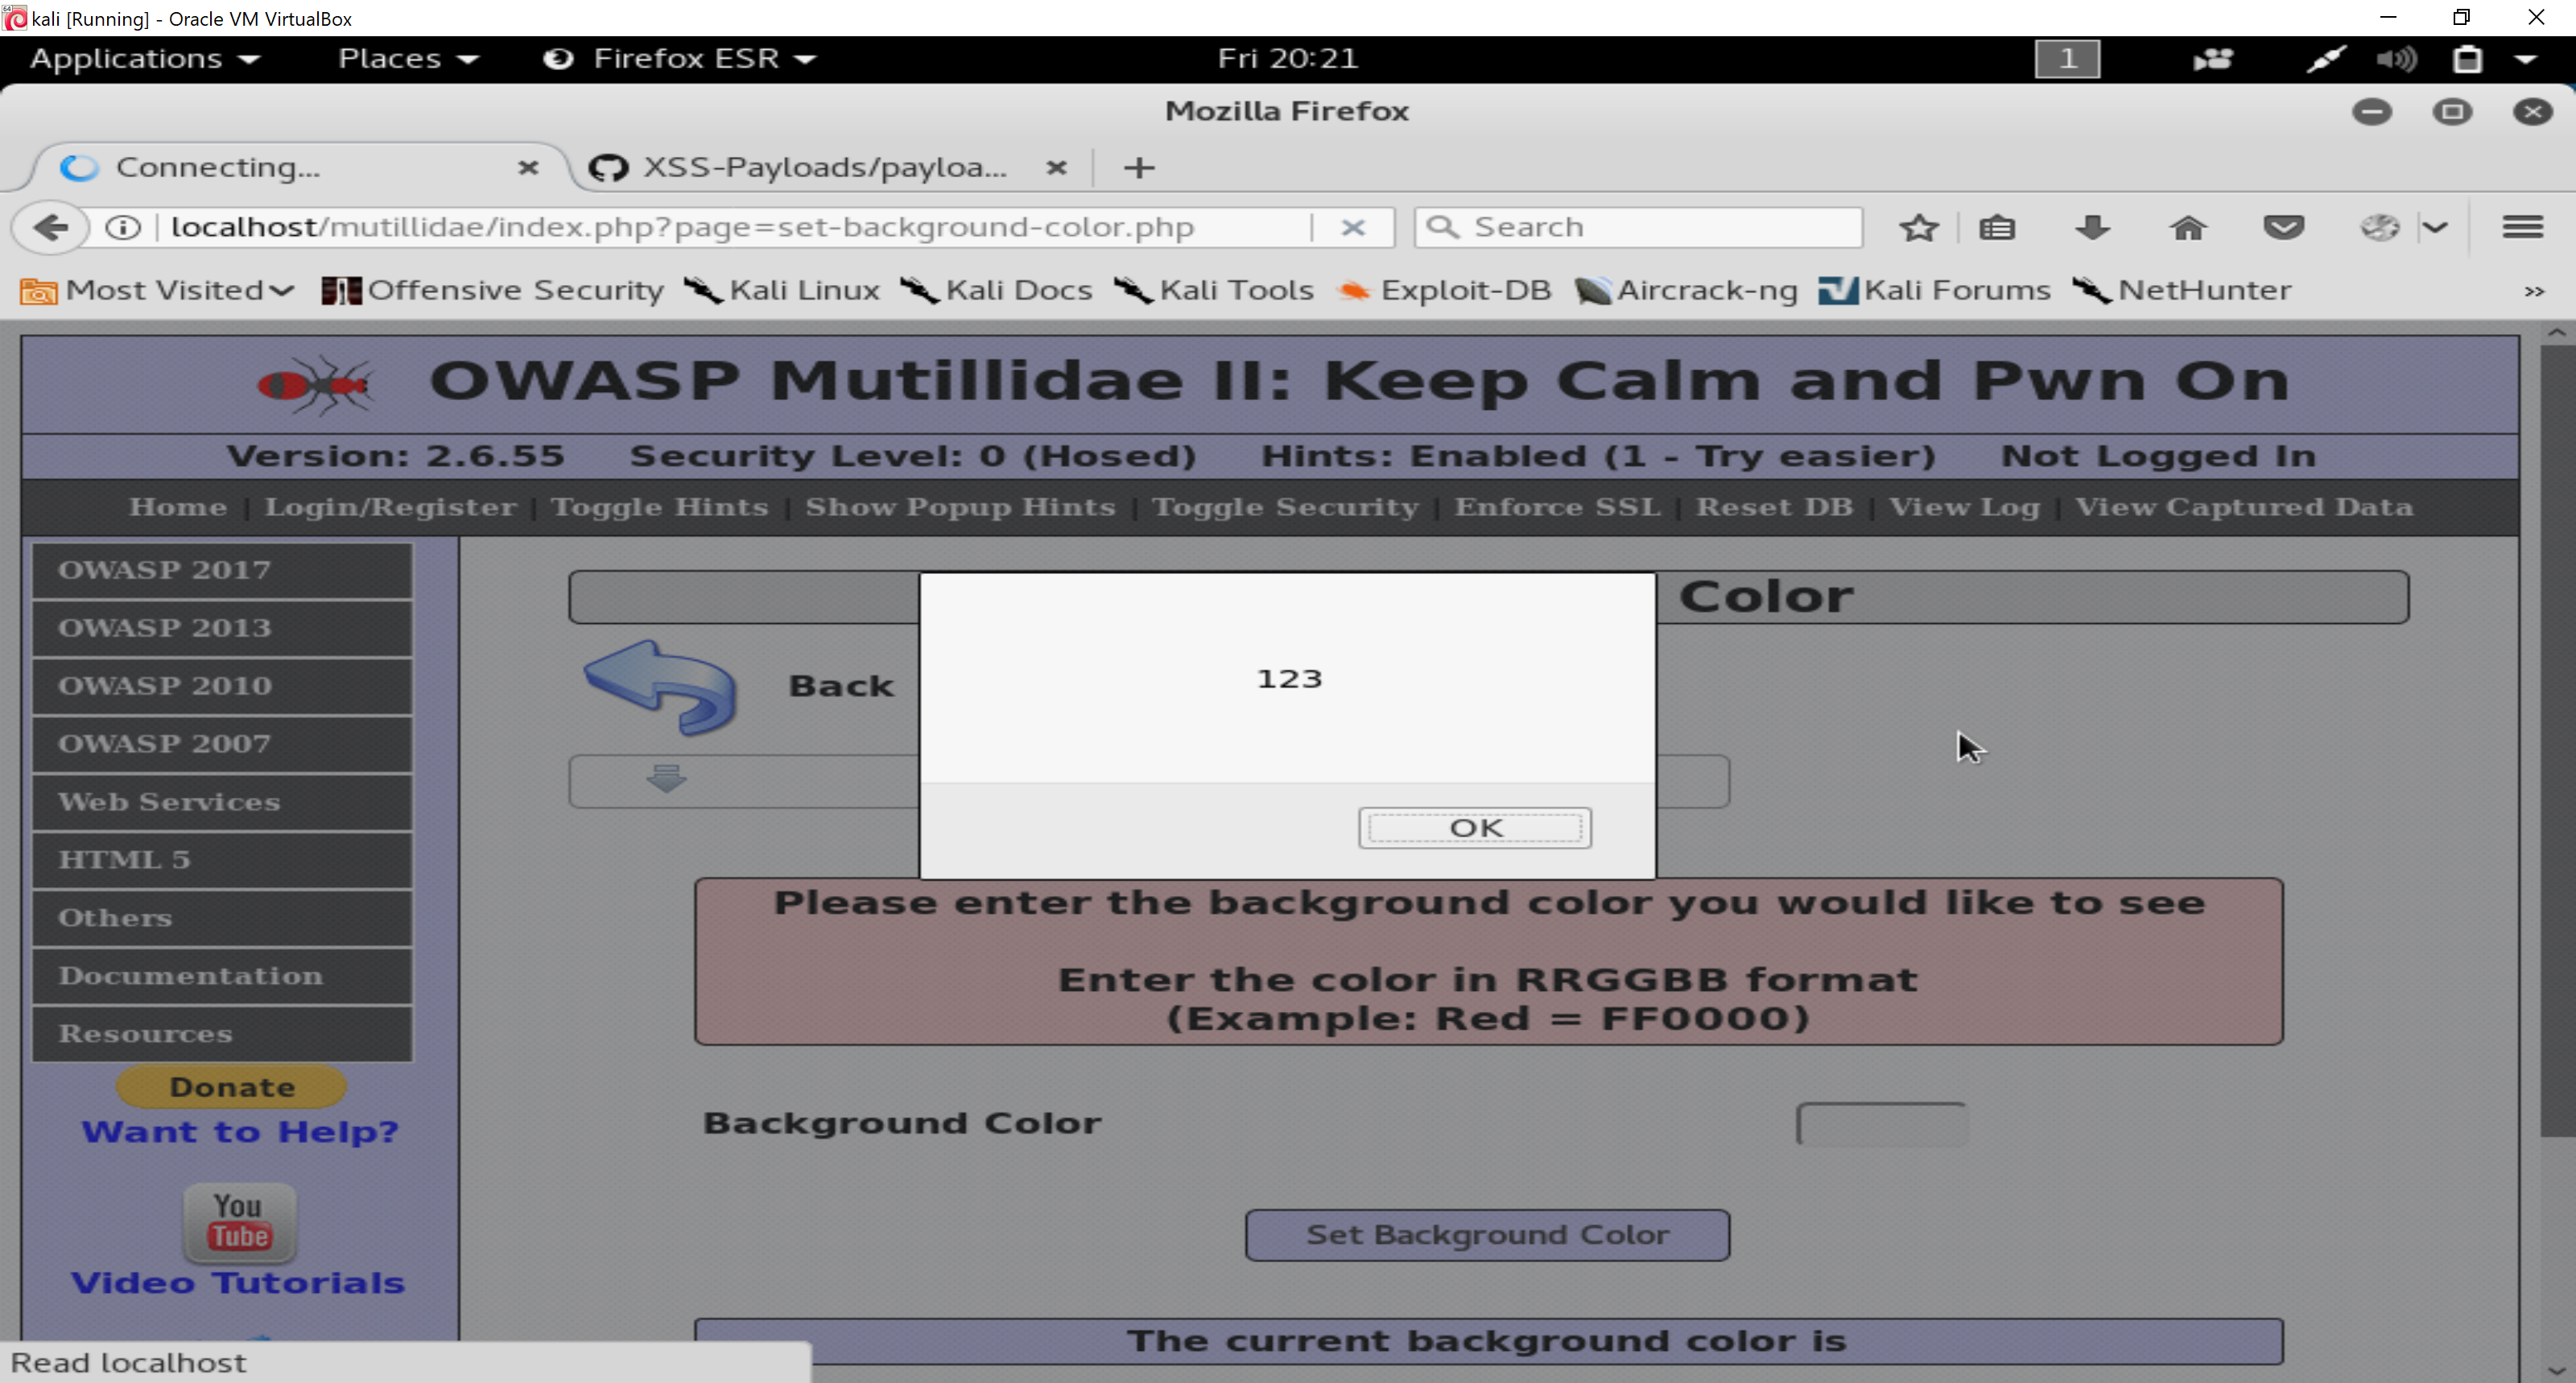 kali [Running] - Oracle VM VirtualBox
Applications Places Firefox ESR Fri 20:21 1
Mozilla Firefox
Connecting... XSS-Payloads/payloa...
localhost/mutillidae/index.php?page=set-background-color.php Search
Most Visited Offensive Security Kali Linux Kali Docs Kali Tools Exploit-DB Aircrack-ng Kali Forums NetHunter »
OWASP Mutillidae II: Keep Calm and Pwn On
Version: 2.6.55 Security Level: 0 (Hosed) Hints: Enabled (1 - Try easier) Not Logged In
Home | Login/Register | Toggle Hints | Show Popup Hints | Toggle Security | Enforce SSL | Reset DB | View Log | View Captured Data
OWASP 2017
OWASP 2013
OWASP 2010
OWASP 2007
Web Services
HTML 5
Others
Documentation
Resources
Donate
Want to Help?
You
Tube
Video Tutorials
Color
Back
123
OK
Please enter the background color you would like to see
Enter the color in RRGGBB format
(Example: Red = FF0000)
Background Color
Set Background Color
The current background color is
Read localhost